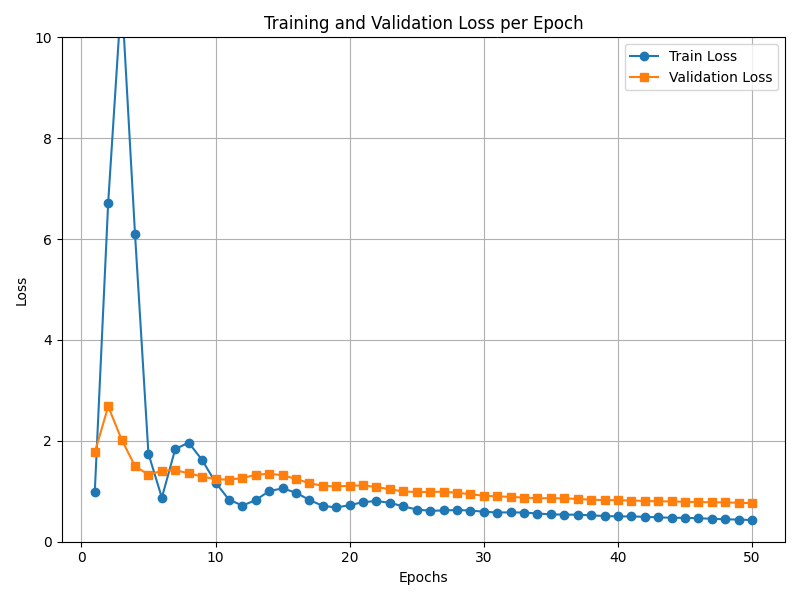 Training and Validation Loss per Epoch
Train Loss
Validation Loss
10
8
6
4
2
0
Loss
0 10 20 30 40 50
Epochs